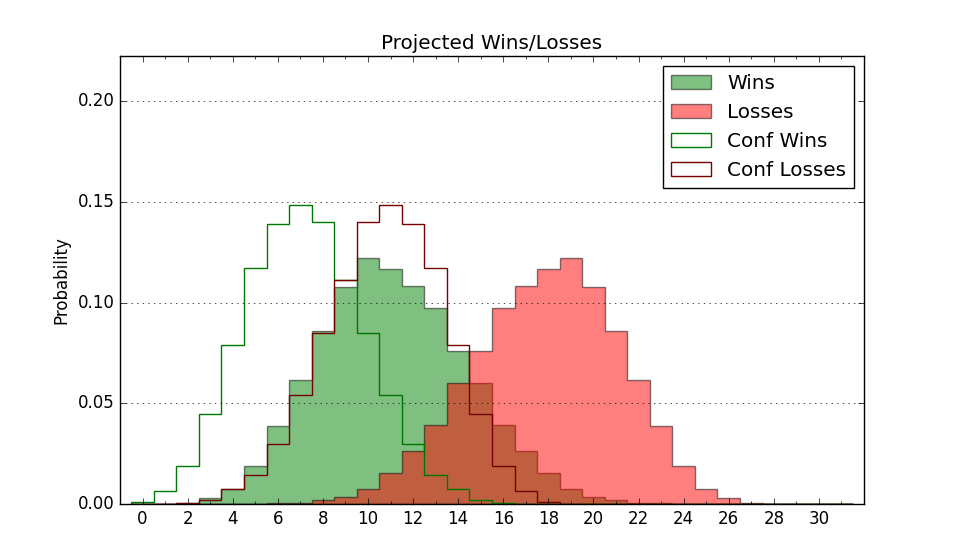 Projected Wins/Losses
Wins
Losses
Conf Wins
Conf Losses
Probability
0.20
0.15
0.10
0.05
0.00
0 2 4 6 8 10 12 14 16 18 20 22 24 26 28 30